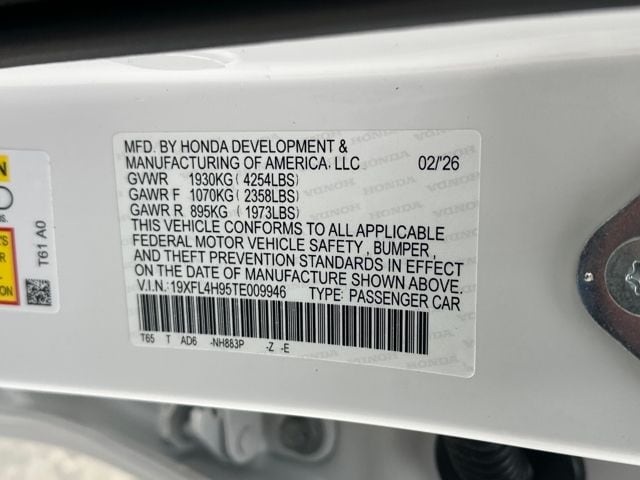 MFD. BY HONDA DEVELOPMENT &
MANUFACTURING OF AMERICA, LLC 02/'26
GVWR 1930KG ( 4254LBS)
GAWR F 1070KG ( 2358LBS)
GAWR R 895KG ( 1973LBS)
THIS VEHICLE CONFORMS TO ALL APPLICABLE
FEDERAL MOTOR VEHICLE SAFETY , BUMPER ,
AND THEFT PREVENTION STANDARDS IN EFFECT
ON THE DATE OF MANUFACTURE SHOWN ABOVE.
V.I.N.: 19XFL4H95TE009946 TYPE: PASSENGER CAR
T65 T AD6 -NH883P -Z -E
T61 A0